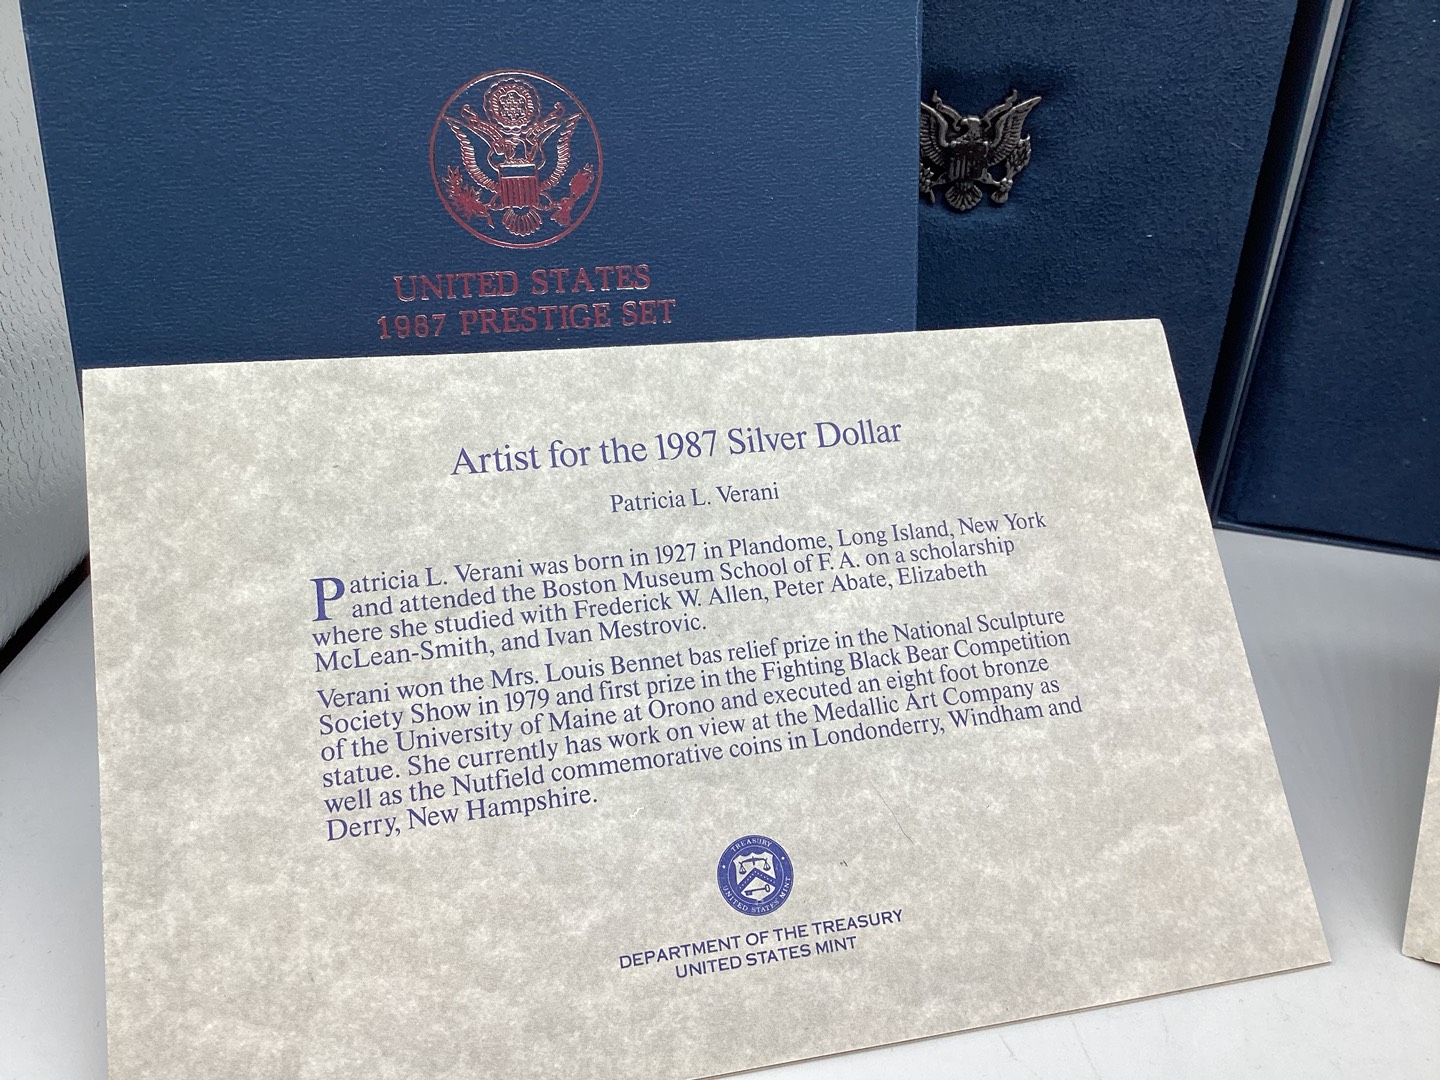 UNITED STATES
1987 PRESTIGE SET
Artist for the 1987 Silver Dollar
Patricia L. Verani
Patricia L. Verani was born in 1927 in Plandome, Long Island, New York
and attended the Boston Museum School of F. A. on a scholarship
where she studied with Frederick W. Allen, Peter Abate, Elizabeth
McLean-Smith, and Ivan Mestrovic.
Verani won the Mrs. Louis Bennet bas relief prize in the National Sculpture
Society Show in 1979 and first prize in the Fighting Black Bear Competition
of the University of Maine at Orono and executed an eight foot bronze
statue. She currently has work on view at the Medallic Art Company as
well as the Nutfield commemorative coins in Londonderry, Windham and
Derry, New Hampshire.
TREASURY
UNITED STATES MINT
DEPARTMENT OF THE TREASURY
UNITED STATES MINT